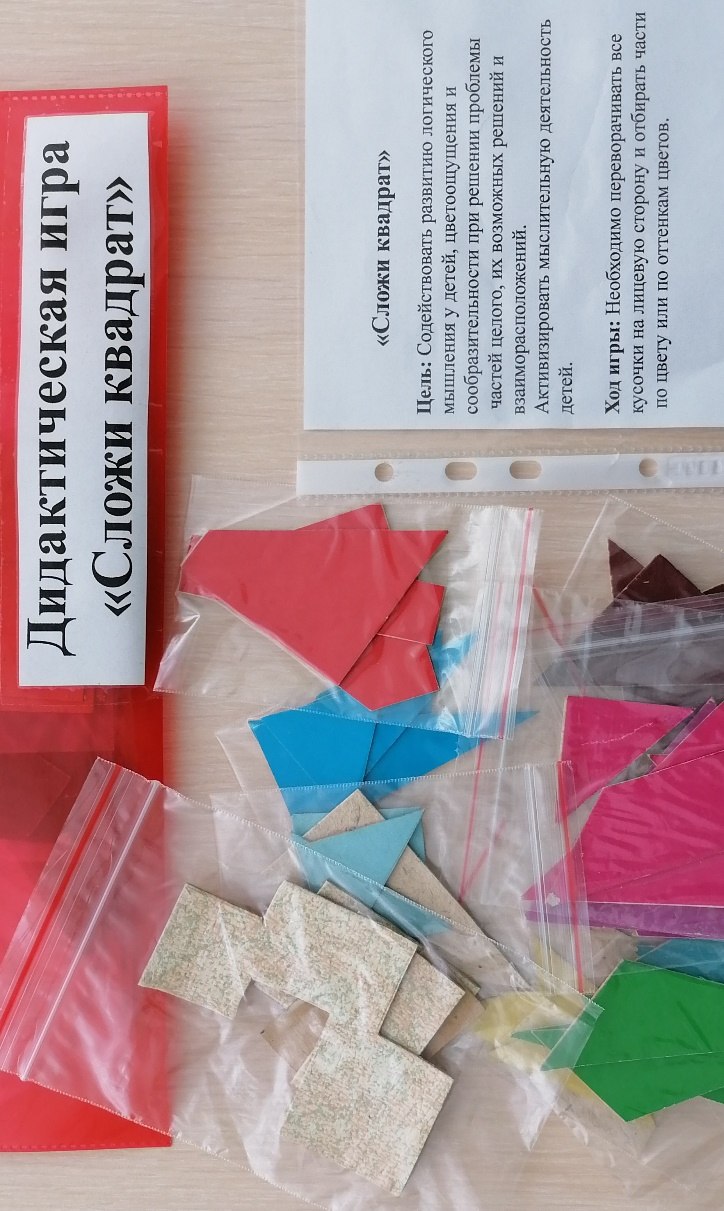 Дидактическая игра
«Сложи квадрат»
«Сложи квадрат»
Цель: Содействовать развитию логического
мышления у детей, цветоощущения и
сообразительности при решении проблемы
частей целого, их возможных решений и
взаиморасположений.
Активизировать мыслительную деятельность
детей.
Ход игры: Необходимо переворачивать все
кусочки на лицевую сторону и отбирать части
по цвету или по оттенкам цветов.